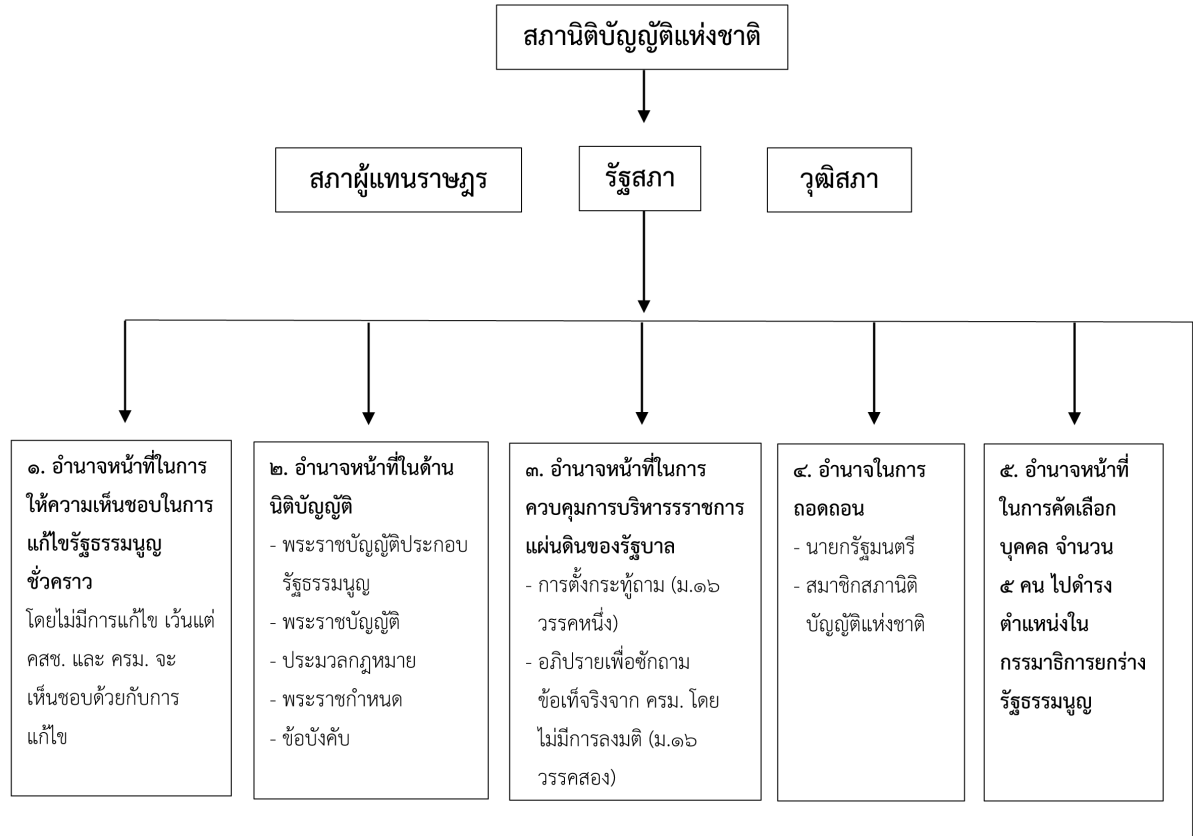 สภานิติบัญญัติแห่งชาติ
สภาผู้แทนราษฎร
รัฐสภา
วุฒิสภา
๑. อำนาจหน้าที่ในการ
ให้ความเห็นชอบในการ
แก้ไขรัฐธรรมนูญ
ชั่วคราว
โดยไม่มีการแก้ไข เว้นแต่
คสช. และ ครม. จะ
เห็นชอบด้วยกับการ
แก้ไข
๒. อำนาจหน้าที่ในด้าน
นิติบัญญัติ
- พระราชบัญญัติประกอบ
รัฐธรรมนูญ
- พระราชบัญญัติ
- ประมวลกฎหมาย
- พระราชกำหนด
- ข้อบังคับ
๓. อำนาจหน้าที่ในการ
ควบคุมการบริหารรราชการ
แผ่นดินของรัฐบาล
- การตั้งกระทู้ถาม (ม.๑๖
วรรคหนึ่ง)
- อภิปรายเพื่อซักถาม
ข้อเท็จริงจาก ครม. โดย
ไม่มีการลงมติ (ม.๑๖
วรรคสอง)
๔. อำนาจในการ
ถอดถอน
- นายกรัฐมนตรี
- สมาชิกสภานิติ
บัญญัติแห่งชาติ
๕. อำนาจหน้าที่
ในการคัดเลือก
บุคคล จำนวน
๕ คน ไปดำรง
ตำแหน่งใน
กรรมาธิการยกร่าง
รัฐธรรมนูญ